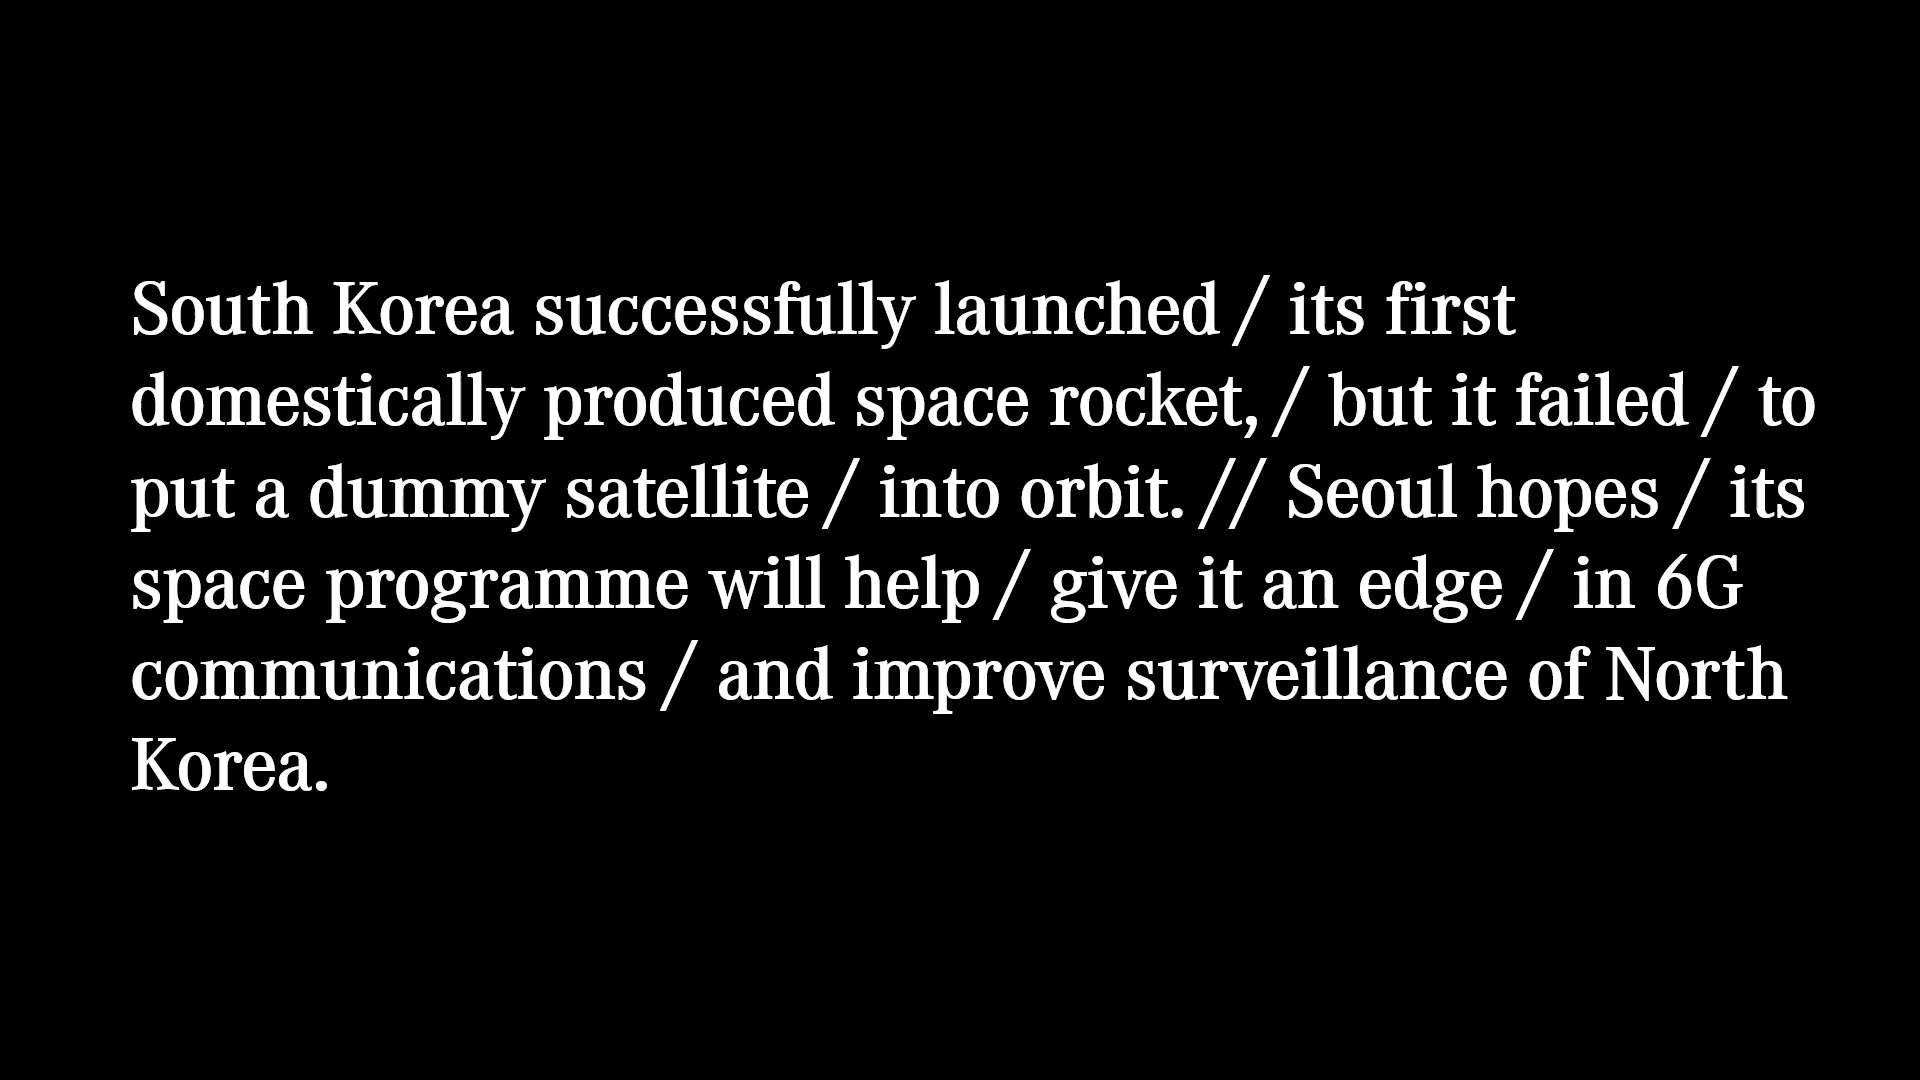 South Korea successfully launched / its first
domestically produced space rocket, / but it failed / to
put a dummy satellite / into orbit. // Seoul hopes / its
space programme will help / give it an edge / in 6G
communications / and improve surveillance of North
Korea.